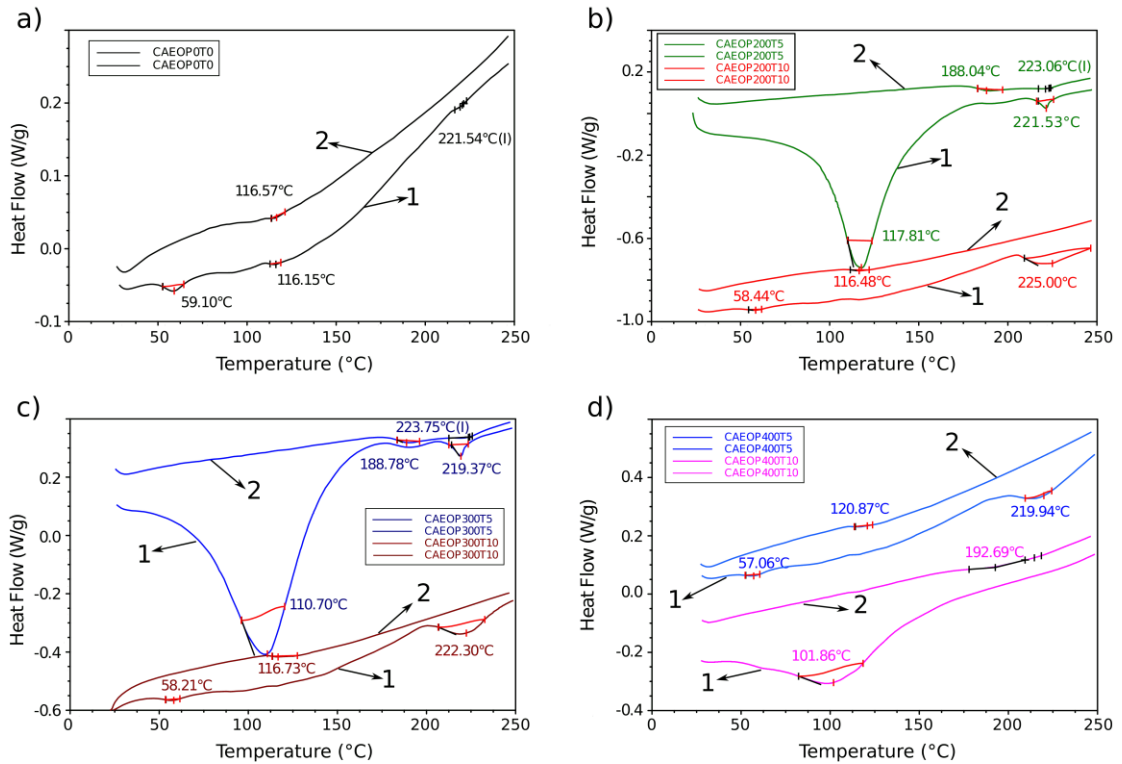 a)
CAEOP0T0
CAEOP0T0
0.2
0.1
0.0
-0.1
Heat Flow (W/g)
2
1
221.54°C(I)
116.57°C
116.15°C
59.10°C
0 50 100 150 200 250
Temperature (°C)
b)
CAEOP200T5
CAEOP200T5
CAEOP200T10
CAEOP200T10
0.2
-0.2
-0.6
-1.0
Heat Flow (W/g)
2
188.04°C
223.06°C(I)
221.53°C
1
117.81°C
2
116.48°C
225.00°C
58.44°C
1
0 50 100 150 200 250
Temperature (°C)
c)
0.2
0.0
-0.2
-0.4
-0.6
Heat Flow (W/g)
223.75°C(I)
188.78°C
219.37°C
2
CAEOP300T5
CAEOP300T5
CAEOP300T10
CAEOP300T10
1
110.70°C
2
116.73°C
222.30°C
58.21°C
1
0 50 100 150 200 250
Temperature (°C)
d)
CAEOP400T5
CAEOP400T5
CAEOP400T10
CAEOP400T10
0.4
0.2
0.0
-0.2
-0.4
Heat Flow (W/g)
2
120.87°C
219.94°C
57.06°C
192.69°C
1
2
101.86°C
1
0 50 100 150 200 250
Temperature (°C)